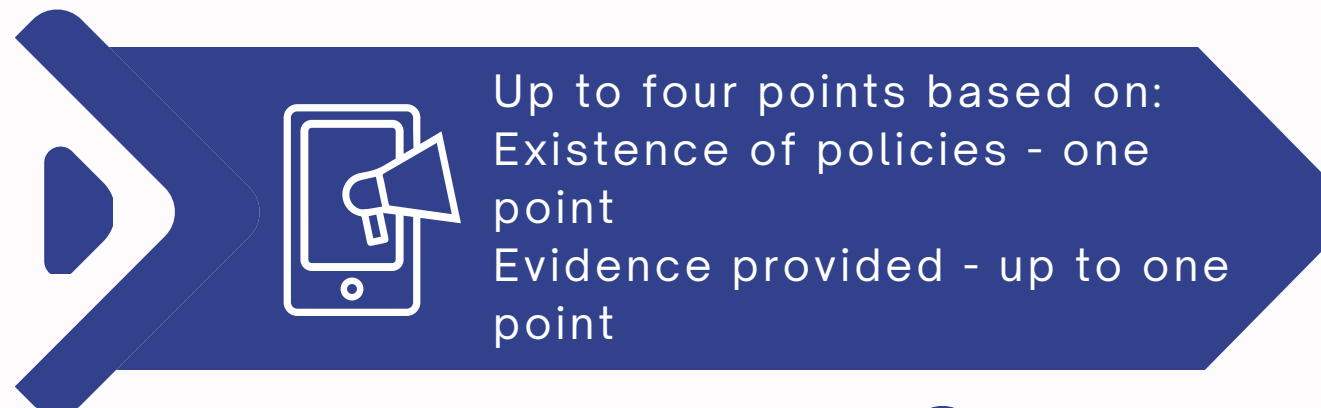 Up to four points based on:
Existence of policies - one
point
Evidence provided - up to one
point